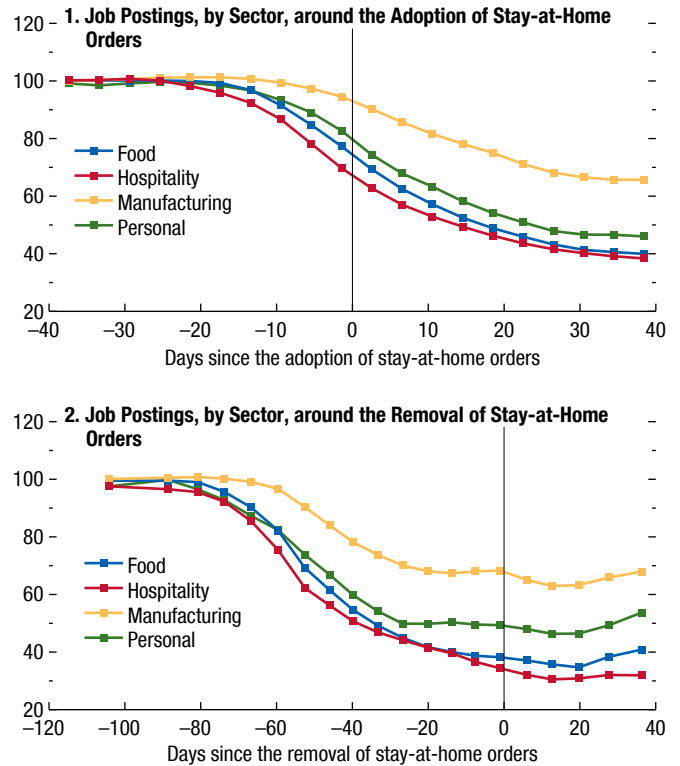 1. Job Postings, by Sector, around the Adoption of Stay-at-Home
Orders
120
100
80
60
40
20
Food
Hospitality
Manufacturing
Personal
–40 –30 –20 –10 0 10 20 30 40
Days since the adoption of stay-at-home orders
2. Job Postings, by Sector, around the Removal of Stay-at-Home
Orders
120
100
80
60
40
20
Food
Hospitality
Manufacturing
Personal
–120 –100 –80 –60 –40 –20 0 20 40
Days since the removal of stay-at-home orders